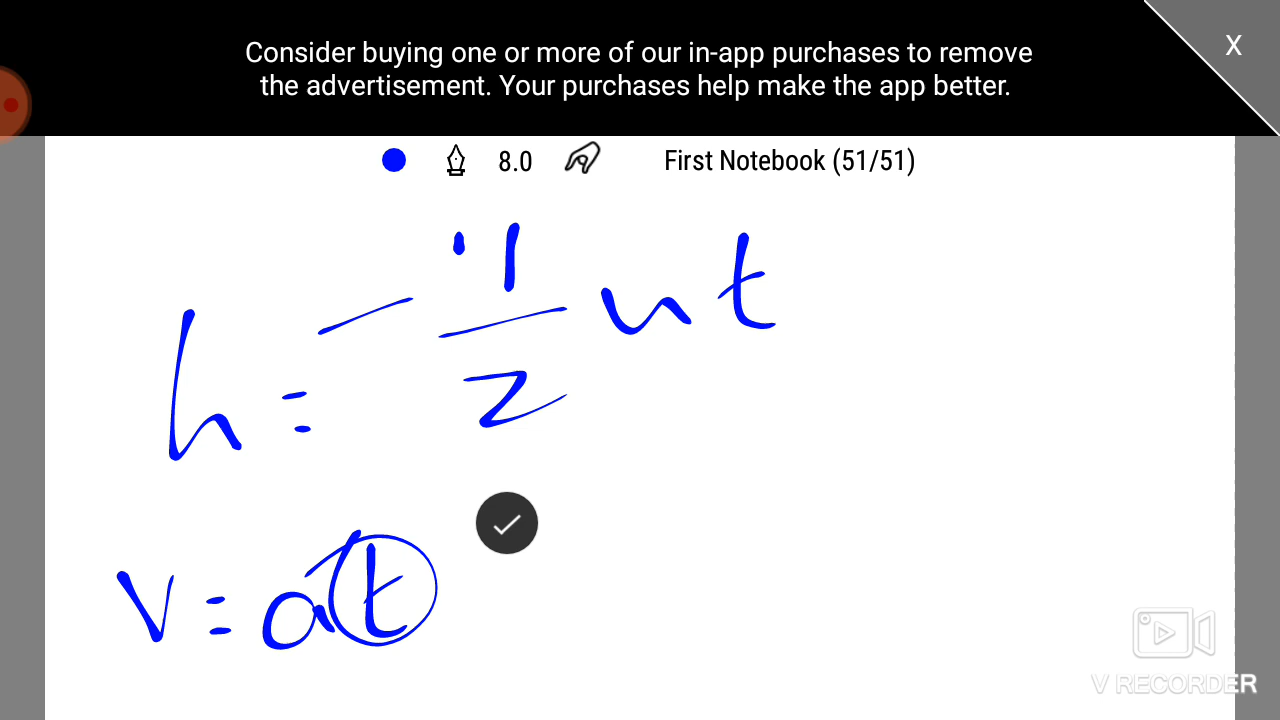 Consider buying one or more of our in-app purchases to remove
the advertisement. Your purchases help make the app better.
X
8.0 First Notebook (51/51)
h = - 1/2 ut
v = at
V RECORDER